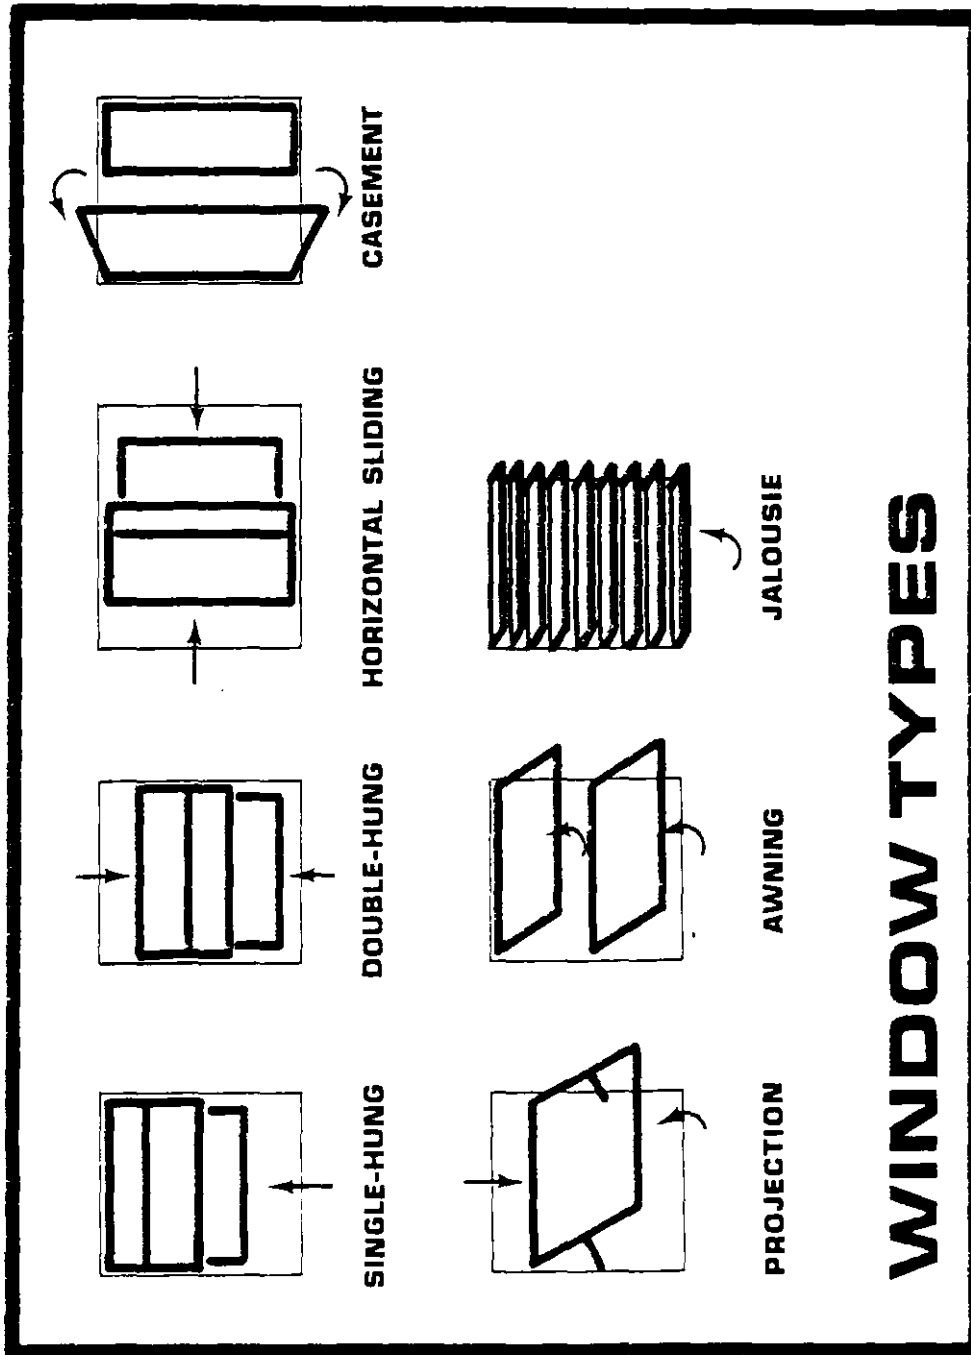 SINGLE-HUNG
DOUBLE-HUNG
HORIZONTAL SLIDING
CASEMENT
PROJECTION
AWNING
JALOUSIE
WINDOW TYPES